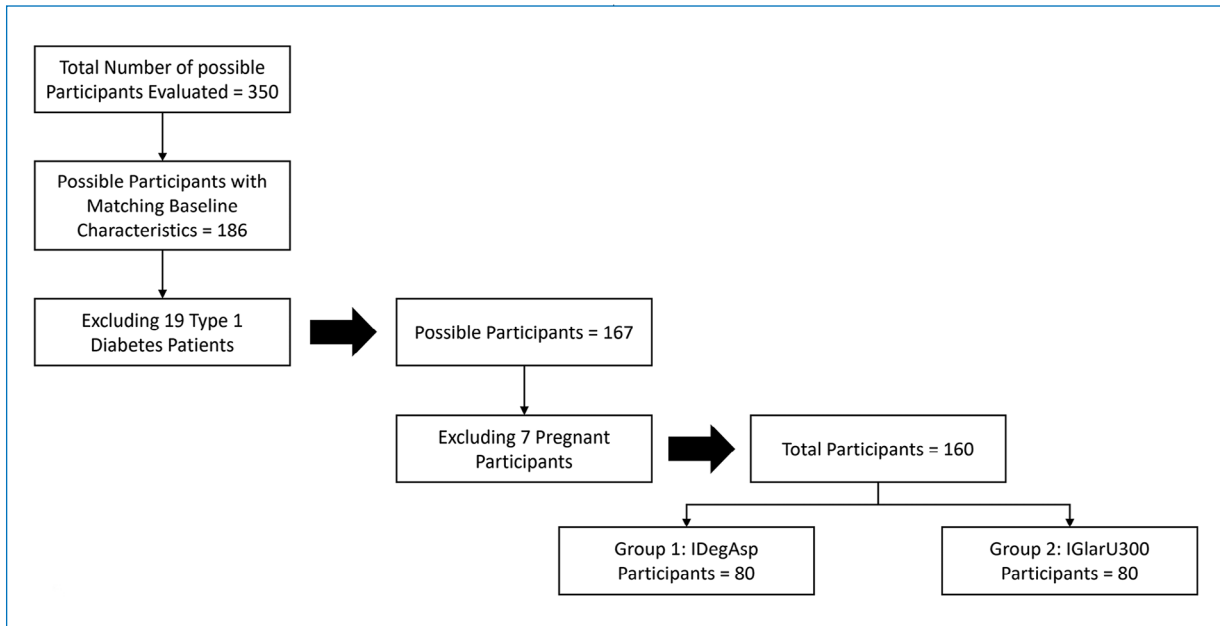 Total Number of possible
Participants Evaluated = 350
Possible Participants with
Matching Baseline
Characteristics = 186
Excluding 19 Type 1
Diabetes Patients
Possible Participants = 167
Excluding 7 Pregnant
Participants
Total Participants = 160
Group 1: IDegAsp
Participants = 80
Group 2: IGlarU300
Participants = 80